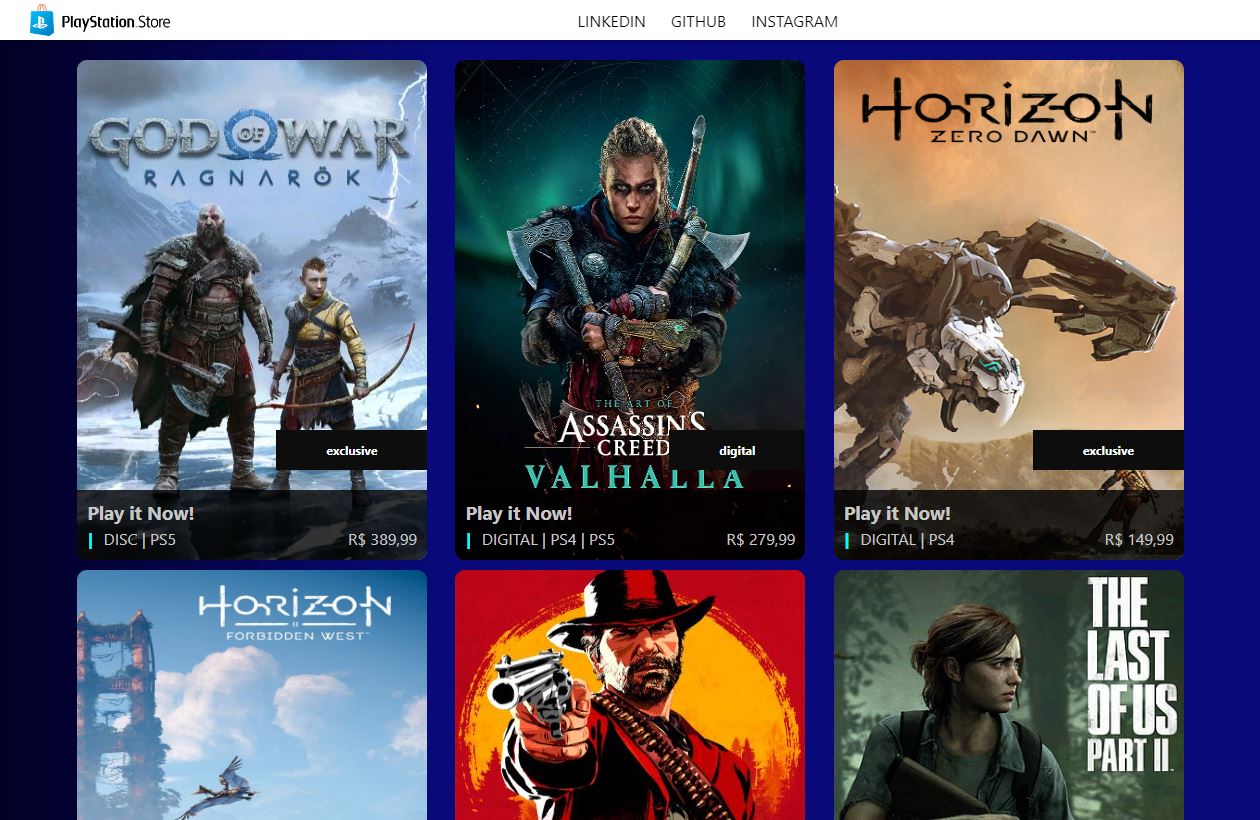 PlayStation.Store
LINKEDIN GITHUB INSTAGRAM
GOD OF WAR
RAGNARÖK
exclusive
Play it Now!
DISC | PS5 R$ 389,99
THE ART OF
ASSASSIN'S
CREED
VALHALLA
digital
Play it Now!
DIGITAL | PS4 | PS5 R$ 279,99
HORIZON
ZERO DAWN™
exclusive
Play it Now!
DIGITAL | PS4 R$ 149,99
HORIZON
II
FORBIDDEN WEST™
THE
LAST
OF US
PART II